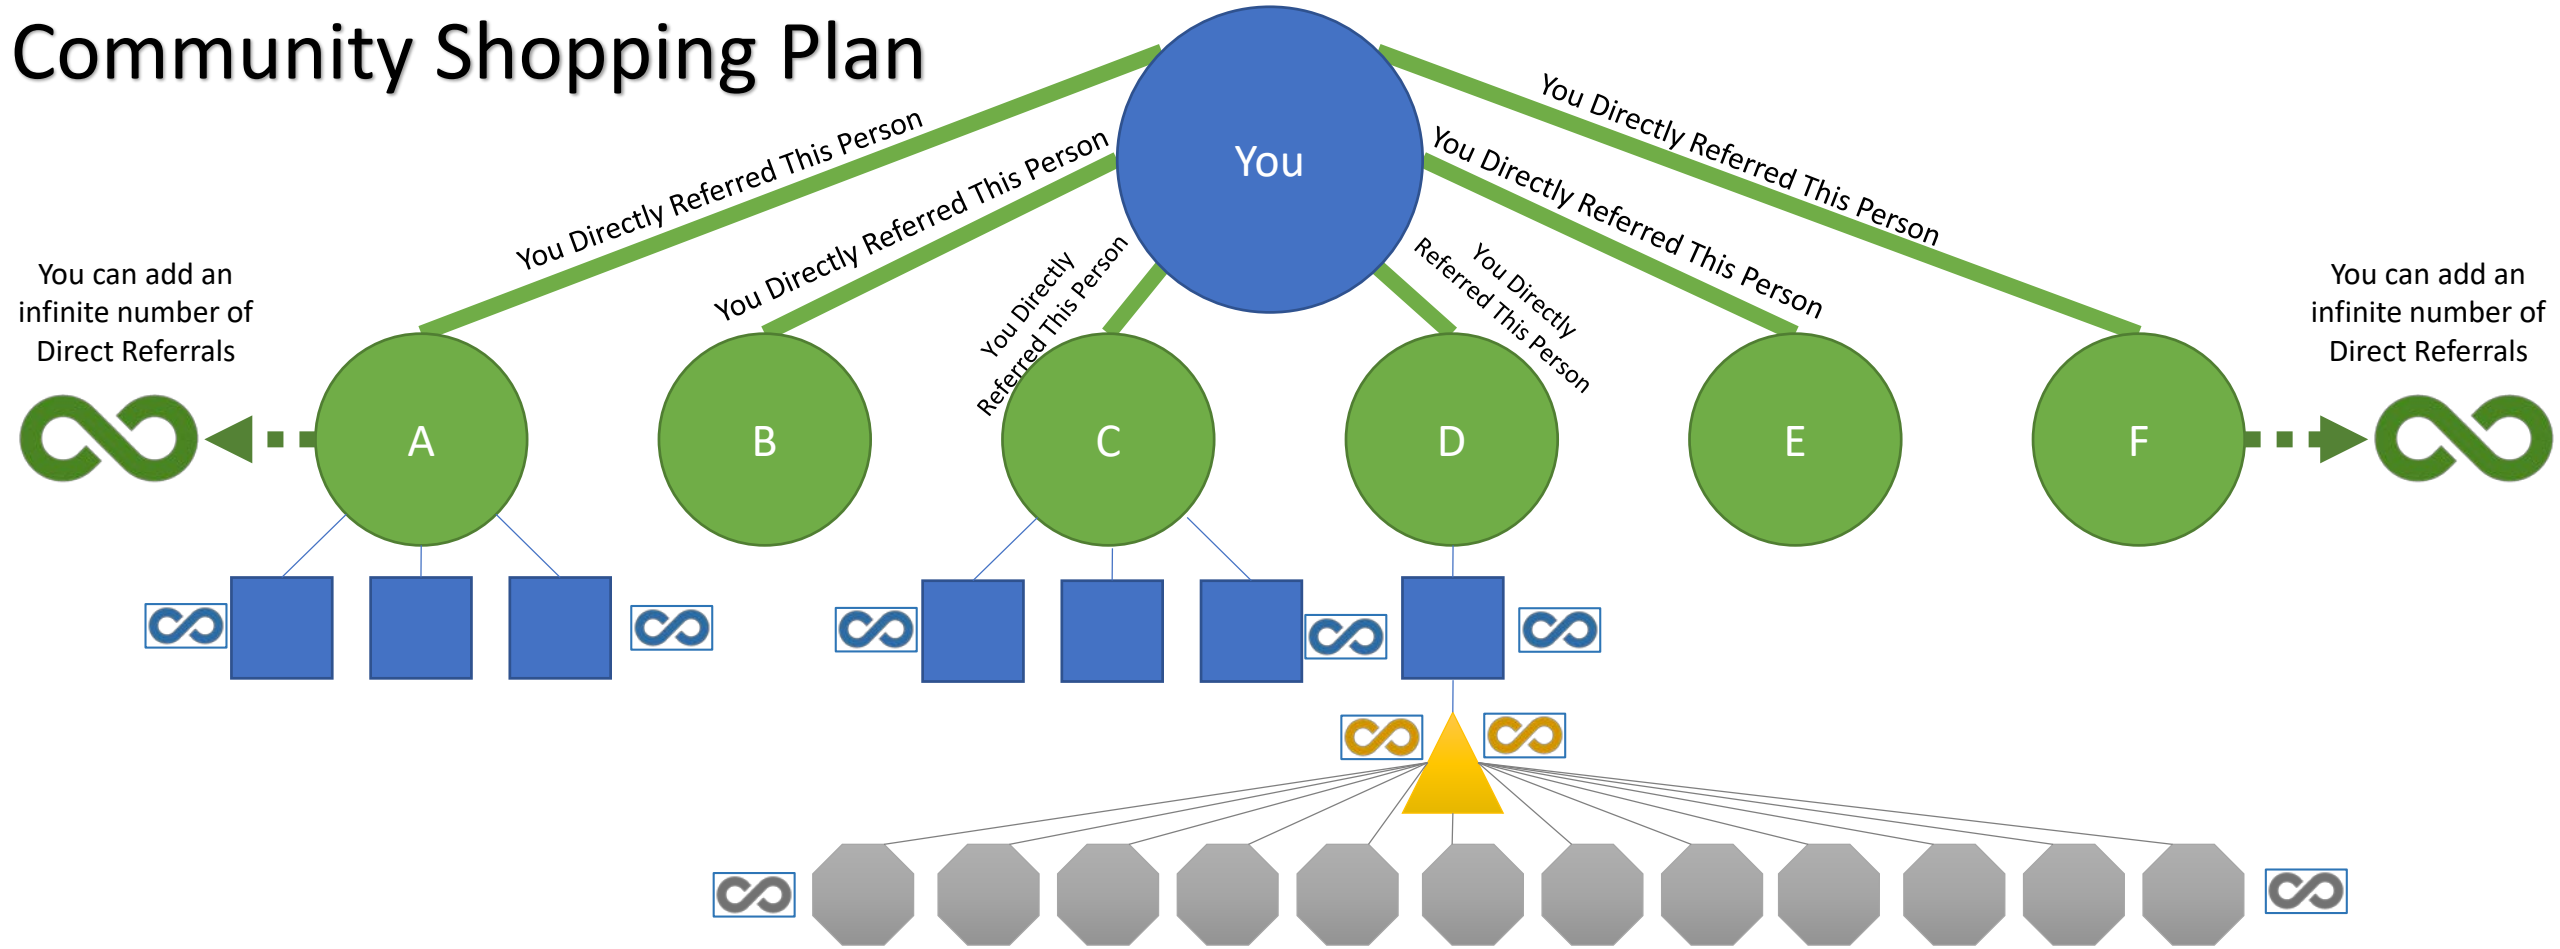 Community Shopping Plan
You
You Directly Referred This Person
You Directly Referred This Person
You Directly
Referred This Person
You Directly
Referred This Person
You Directly Referred This Person
You Directly Referred This Person
You can add an
infinite number of
Direct Referrals
You can add an
infinite number of
Direct Referrals
A
B
C
D
E
F